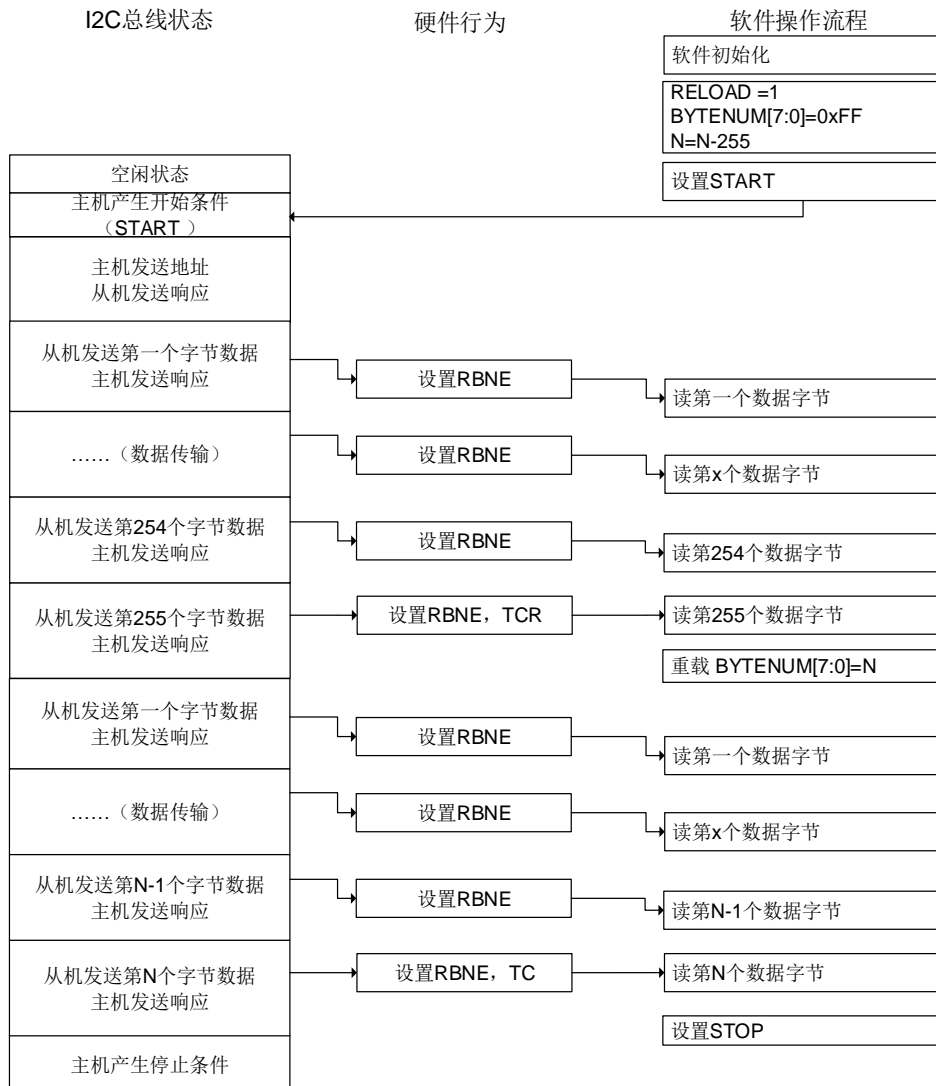 I2C总线状态
硬件行为
软件操作流程
软件初始化
RELOAD =1
BYTENUM[7:0]=0xFF
N=N-255
设置START
空闲状态
主机产生开始条件
（START ）
主机发送地址
从机发送响应
从机发送第一个字节数据
主机发送响应
设置RBNE
读第一个数据字节
……（数据传输）
设置RBNE
读第x个数据字节
从机发送第254个字节数据
主机发送响应
设置RBNE
读第254个数据字节
从机发送第255个字节数据
主机发送响应
设置RBNE，TCR
读第255个数据字节
重载 BYTENUM[7:0]=N
从机发送第一个字节数据
主机发送响应
设置RBNE
读第一个数据字节
……（数据传输）
设置RBNE
读第x个数据字节
从机发送第N-1个字节数据
主机发送响应
设置RBNE
读第N-1个数据字节
从机发送第N个字节数据
主机发送响应
设置RBNE，TC
读第N个数据字节
设置STOP
主机产生停止条件